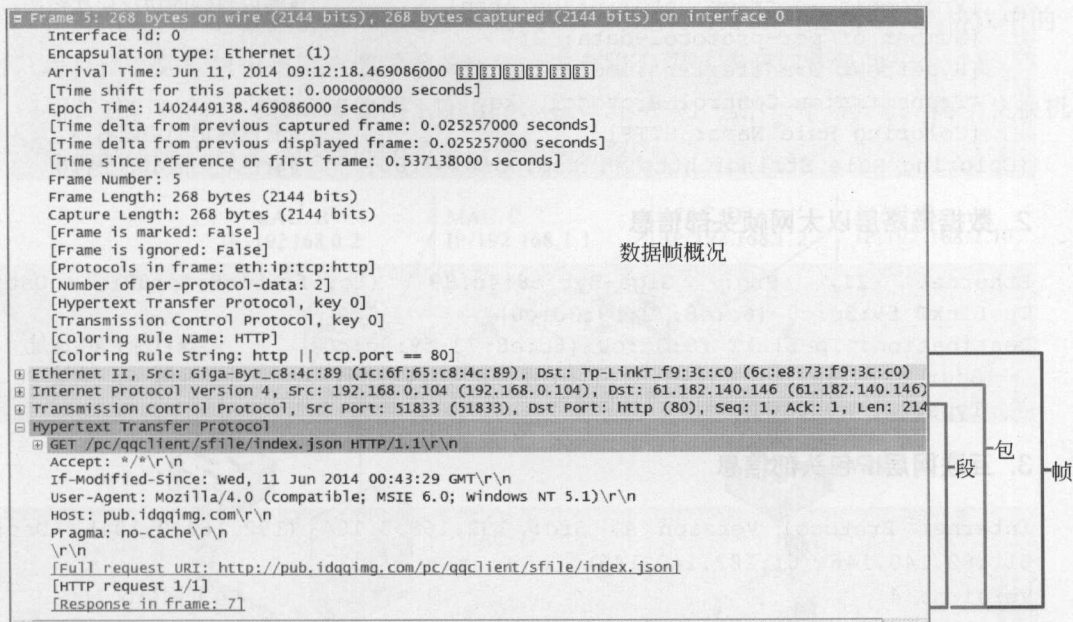 Frame 5: 268 bytes on wire (2144 bits), 268 bytes captured (2144 bits) on interface 0
Interface id: 0
Encapsulation type: Ethernet (1)
Arrival Time: Jun 11, 2014 09:12:18.469086000
[Time shift for this packet: 0.000000000 seconds]
Epoch Time: 1402449138.469086000 seconds
[Time delta from previous captured frame: 0.025257000 seconds]
[Time delta from previous displayed frame: 0.025257000 seconds]
[Time since reference or first frame: 0.537138000 seconds]
Frame Number: 5
Frame Length: 268 bytes (2144 bits)
Capture Length: 268 bytes (2144 bits)
[Frame is marked: False]
[Frame is ignored: False]
[Protocols in frame: eth:ip:tcp:http]
[Number of per-protocol-data: 2]
[Hypertext Transfer Protocol, key 0]
[Transmission Control Protocol, key 0]
[Coloring Rule Name: HTTP]
[Coloring Rule String: http || tcp.port == 80]
数据帧概况
Ethernet II, Src: Giga-Byt_c8:4c:89 (1c:6f:65:c8:4c:89), Dst: Tp-LinkT_f9:3c:c0 (6c:e8:73:f9:3c:c0)
Internet Protocol Version 4, Src: 192.168.0.104 (192.168.0.104), Dst: 61.182.140.146 (61.182.140.146)
Transmission Control Protocol, Src Port: 51833 (51833), Dst Port: http (80), Seq: 1, Ack: 1, Len: 214
Hypertext Transfer Protocol
GET /pc/qqclient/sfile/index.json HTTP/1.1\r\n
Accept: */*\r\n
If-Modified-Since: Wed, 11 Jun 2014 00:43:29 GMT\r\n
User-Agent: Mozilla/4.0 (compatible; MSIE 6.0; Windows NT 5.1)\r\n
Host: pub.idqqimg.com\r\n
Pragma: no-cache\r\n
\r\n
[Full request URI: http://pub.idqqimg.com/pc/qqclient/sfile/index.json]
[HTTP request 1/1]
[Response in frame: 7]
段
包
帧